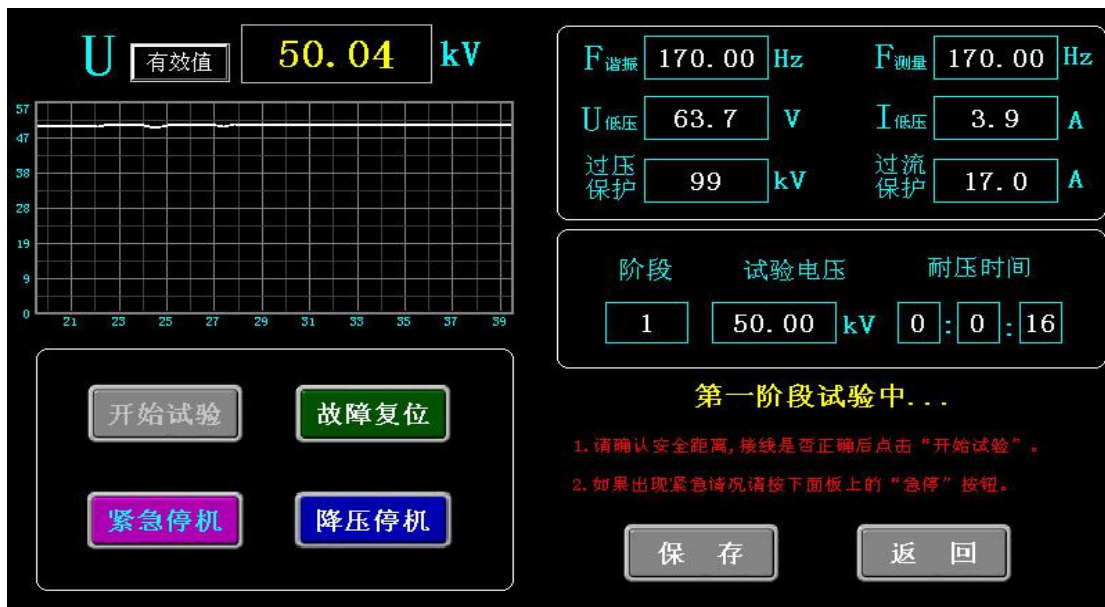 U 有效值 50.04 kV
57
47
38
28
19
9
0
21 23 25 27 29 31 33 35 37 39
F谐振 170.00 Hz F测量 170.00 Hz
U低压 63.7 V I低压 3.9 A
过压保护 99 kV 过流保护 17.0 A
阶段 试验电压 耐压时间
1 50.00 kV 0 : 0 : 16
开始试验 故障复位
紧急停机 降压停机
第一阶段试验中...
1.请确认安全距离,接线是否正确后点击“开始试验”。
2.如果出现紧急情况请按下面板上的“急停”按钮。
保 存 返 回